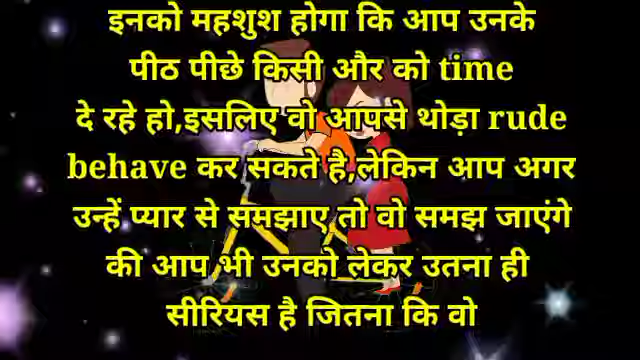 इनको महशुश होगा कि आप उनके
पीठ पीछे किसी और को time
दे रहे हो,इसलिए वो आपसे थोड़ा rude
behave कर सकते है,लेकिन आप अगर
उन्हें प्यार से समझाए तो वो समझ जाएंगे
की आप भी उनको लेकर उतना ही
सीरियस है जितना कि वो